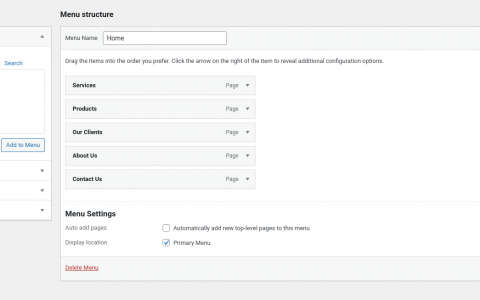 Menu structure
Menu Name Home
Drag the items into the order you prefer. Click the arrow on the right of the item to reveal additional configuration options.
Search
Services Page
Products Page
Our Clients Page
Add to Menu
About Us Page
Contact Us Page
Menu Settings
Auto add pages Automatically add new top-level pages to this menu
Display location Primary Menu
Delete Menu